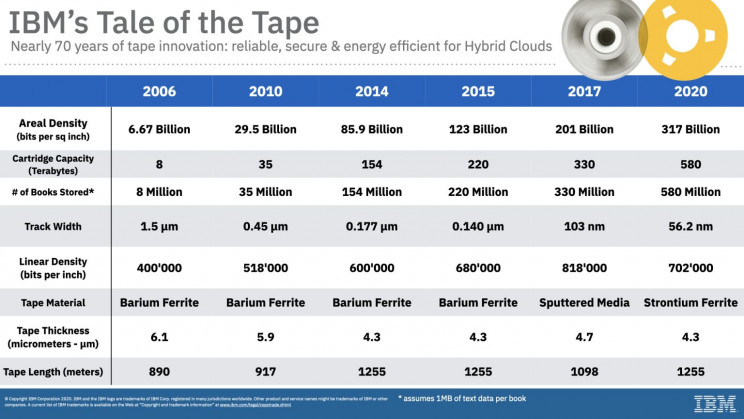 IBM's Tale of the Tape
Nearly 70 years of tape innovation: reliable, secure & energy efficient for Hybrid Clouds
2006 2010 2014 2015 2017 2020
Areal Density (bits per sq inch) 6.67 Billion 29.5 Billion 85.9 Billion 123 Billion 201 Billion 317 Billion
Cartridge Capacity (Terabytes) 8 35 154 220 330 580
# of Books Stored* 8 Million 35 Million 154 Million 220 Million 330 Million 580 Million
Track Width 1.5 μm 0.45 μm 0.177 μm 0.140 μm 103 nm 56.2 nm
Linear Density (bits per inch) 400'000 518'000 600'000 680'000 818'000 702'000
Tape Material Barium Ferrite Barium Ferrite Barium Ferrite Barium Ferrite Sputtered Media Strontium Ferrite
Tape Thickness (micrometers - μm) 6.1 5.9 4.3 4.3 4.7 4.3
Tape Length (meters) 890 917 1255 1255 1098 1255
© Copyright IBM Corporation 2020. IBM and the IBM logo are trademarks of IBM Corp. registered in many jurisdictions worldwide. Other product and service names might be trademarks of IBM or other
companies. A current list of IBM trademarks is available on the Web at "Copyright and trademark information" at www.ibm.com/legal/copytrade.shtml
* assumes 1MB of text data per book
IBM